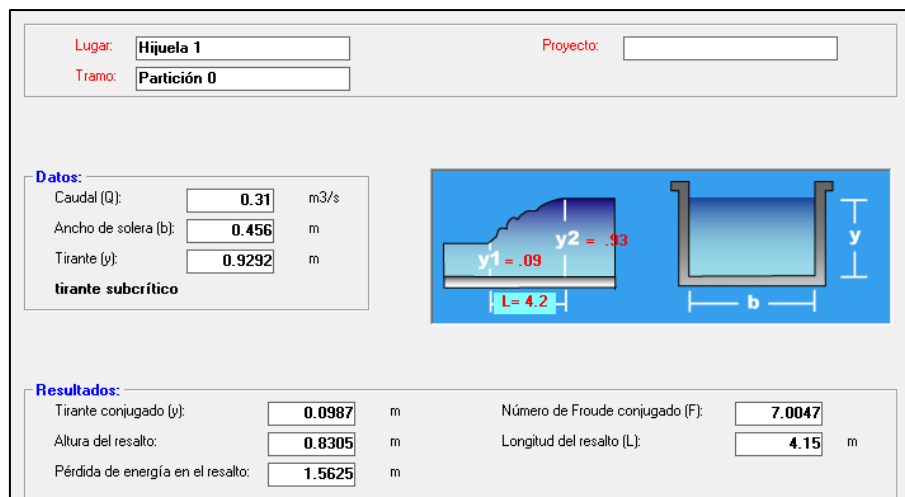 Lugar: Hijuela 1 Proyecto:
Tramo: Partición 0
Datos:
Caudal (Q): 0.31 m3/s
Ancho de solera (b): 0.456 m
Tirante (y): 0.9292 m
tirante subcrítico
y1 = .09
y2 = .93
L= 4.2
y
b
Resultados:
Tirante conjugado (y): 0.0987 m Número de Froude conjugado (F): 7.0047
Altura del resalto: 0.8305 m Longitud del resalto (L): 4.15 m
Pérdida de energía en el resalto: 1.5625 m